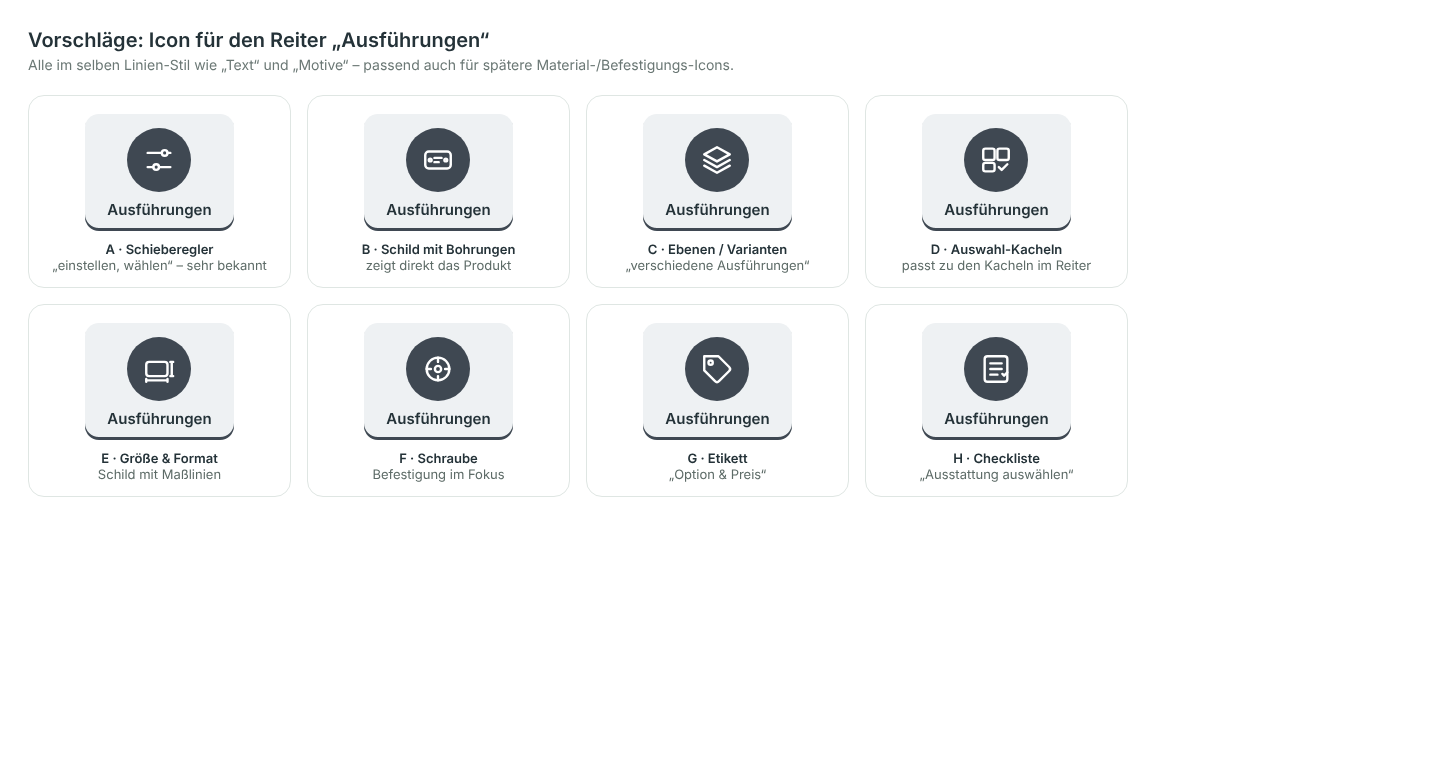 Vorschläge: Icon für den Reiter „Ausführungen“
Alle im selben Linien-Stil wie „Text“ und „Motive“ – passend auch für spätere Material-/Befestigungs-Icons.
Ausführungen
A · Schieberegler
„einstellen, wählen“ – sehr bekannt
Ausführungen
B · Schild mit Bohrungen
zeigt direkt das Produkt
Ausführungen
C · Ebenen / Varianten
„verschiedene Ausführungen“
Ausführungen
D · Auswahl-Kacheln
passt zu den Kacheln im Reiter
Ausführungen
E · Größe & Format
Schild mit Maßlinien
Ausführungen
F · Schraube
Befestigung im Fokus
Ausführungen
G · Etikett
„Option & Preis“
Ausführungen
H · Checkliste
„Ausstattung auswählen“